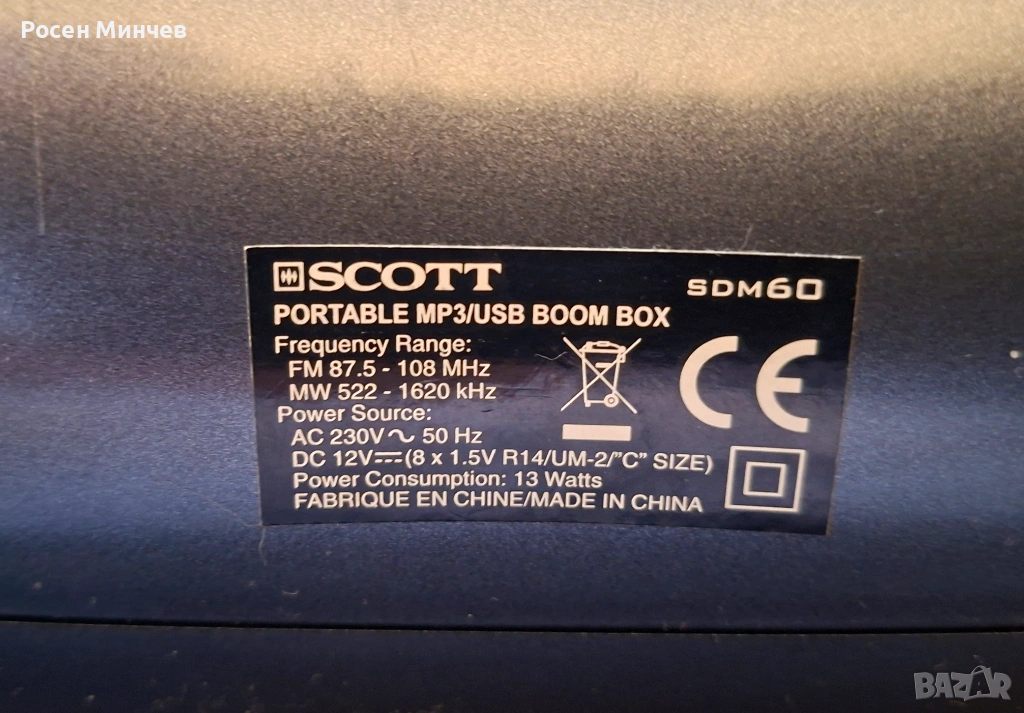 Росен Минчев
SCOTT
SDM60
PORTABLE MP3/USB BOOM BOX
Frequency Range:
FM 87.5 - 108 MHz
MW 522 - 1620 kHz
Power Source:
AC 230V ~ 50 Hz
DC 12V⎓(8 x 1.5V R14/UM-2/"C" SIZE)
Power Consumption: 13 Watts
FABRIQUE EN CHINE/MADE IN CHINA
CE
BAZAR